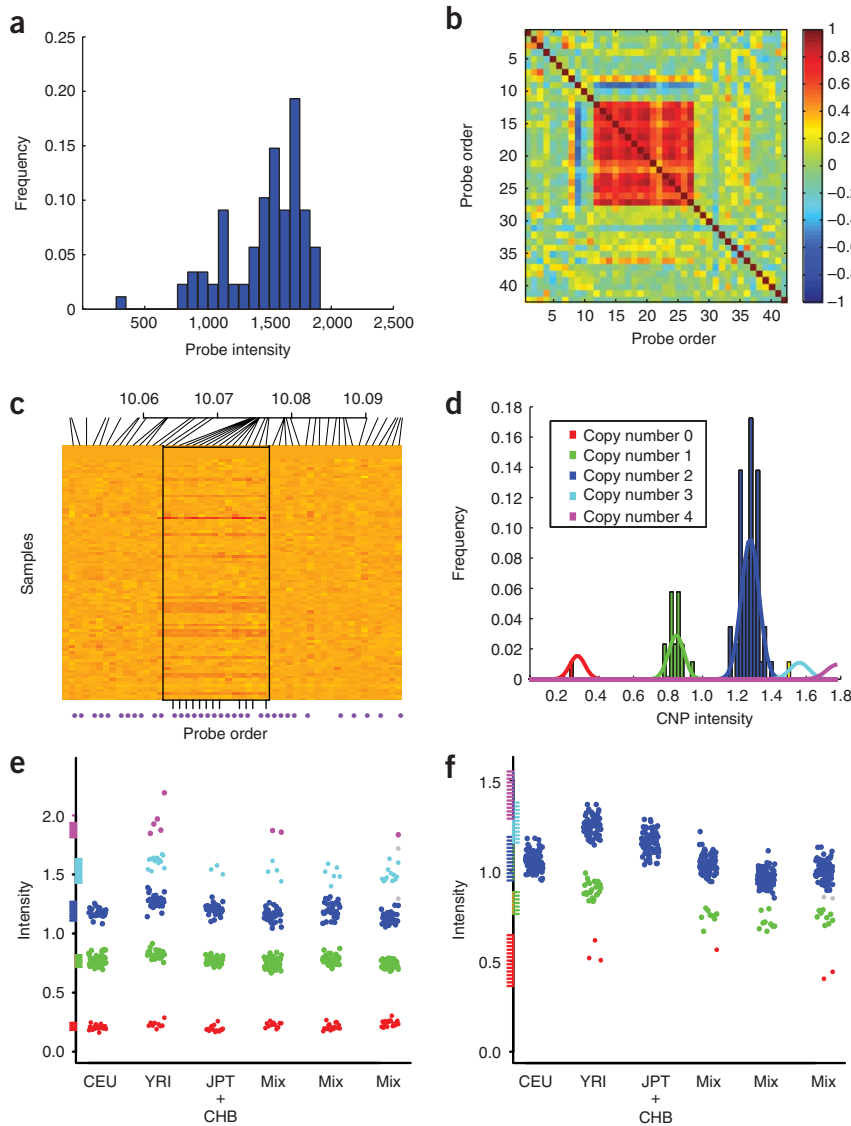 a
0.25
0.20
0.15
0.10
0.05
0
Frequency
500
1,000
1,500
2,000
2,500
Probe intensity
b
5
10
15
20
25
30
35
40
Probe order
5 10 15 20 25 30 35 40
Probe order
1
0.8
0.6
0.4
0.2
0
−0.2
−0.4
−0.6
−0.8
−1
c
10.06 10.07 10.08 10.09
Samples
Probe order
d
0.18
0.16
0.14
0.12
0.10
0.08
0.06
0.04
0.02
0
Frequency
Copy number 0
Copy number 1
Copy number 2
Copy number 3
Copy number 4
0.2 0.4 0.6 0.8 1.0 1.2 1.4 1.6 1.8
CNP intensity
e
2.0
1.5
1.0
0.5
0.0
Intensity
CEU YRI JPT Mix Mix Mix
+
CHB
f
1.5
1.0
0.5
0.0
Intensity
CEU YRI JPT Mix Mix Mix
+
CHB